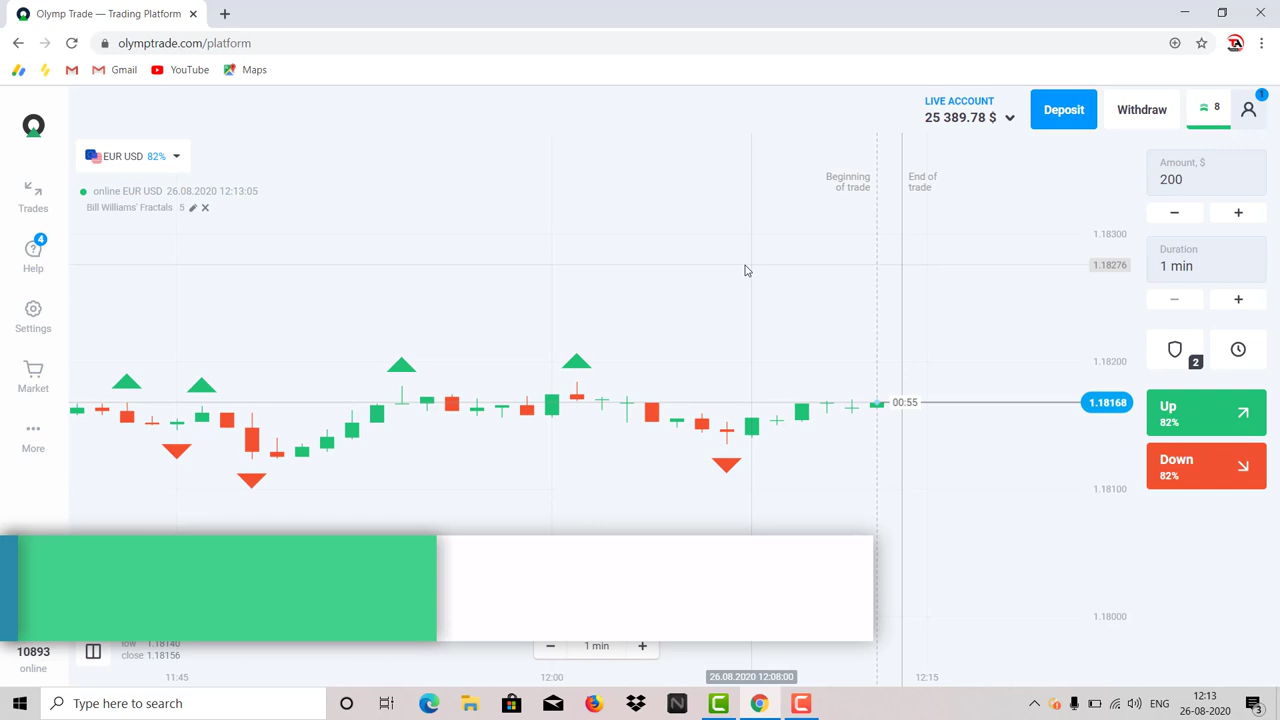 Olymp Trade — Trading Platform
olymptrade.com/platform
Gmail
YouTube
Maps
LIVE ACCOUNT
25 389.78 $
Deposit
Withdraw
8
1
EUR USD 82%
online EUR USD 26.08.2020 12:13:05
Bill Williams' Fractals 5
Beginning
of trade
End of
trade
Trades
4
Help
Settings
Market
More
Amount, $
200
Duration
1 min
2
Up
82%
Down
82%
1.18300
1.18276
1.18200
1.18168
00:55
1.18100
1.18000
10893
online
low 1.18140
close 1.18156
1 min
11:45
12:00
26.08.2020 12:08:00
12:15
Type here to search
N
12:13
26-08-2020
3